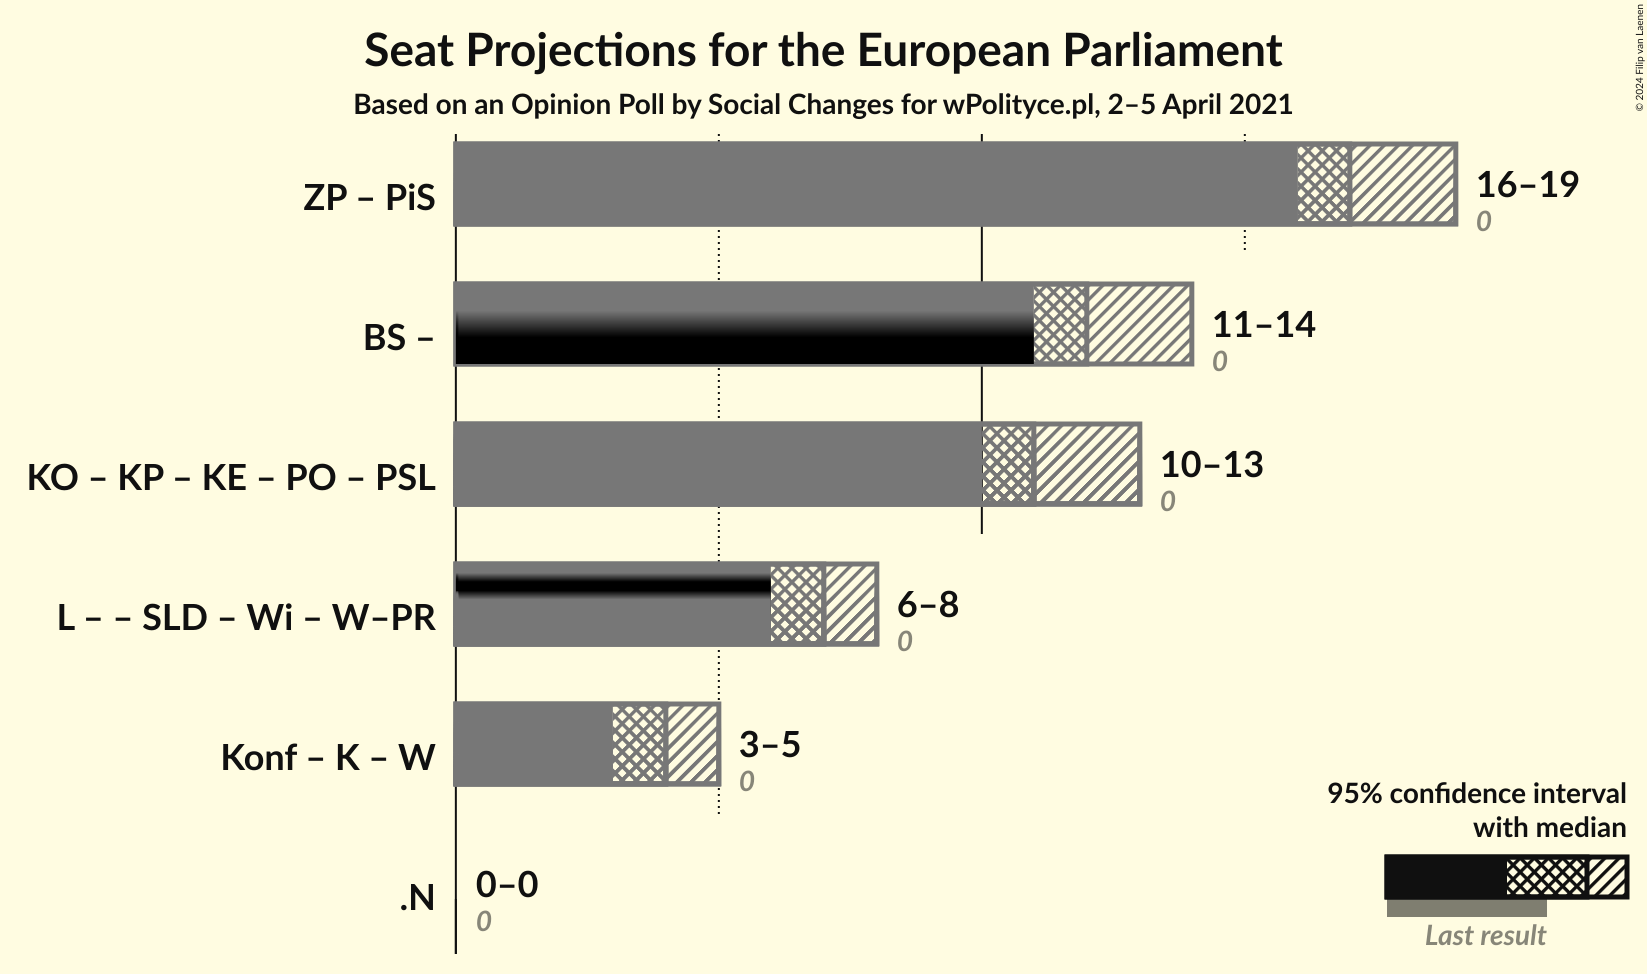 Seat Projections for the European Parliament
Based on an Opinion Poll by Social Changes for wPolityce.pl, 2–5 April 2021
© 2024 Filip van Laenen
ZP – PiS
16–19
0
BS –
11–14
0
KO – KP – KE – PO – PSL
10–13
0
L – – SLD – Wi – W–PR
6–8
0
Konf – K – W
3–5
0
.N
0–0
0
95% confidence interval
with median
Last result